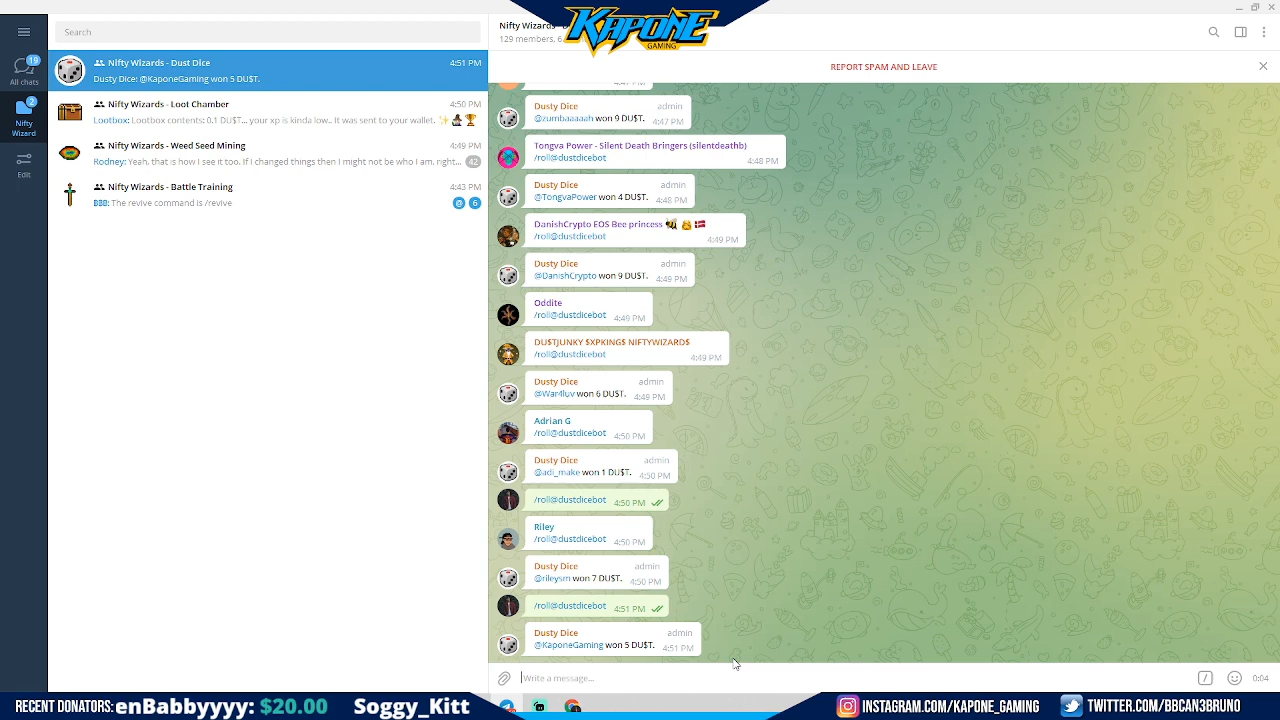 KAPONE
GAMING
Search
Nifty Wizards
129 members, 6
REPORT SPAM AND LEAVE
19
All chats
2
Nifty
Wizard
Edit
Nifty Wizards - Dust Dice 4:51 PM
Dusty Dice: @KaponeGaming won 5 DU$T.
Nifty Wizards - Loot Chamber 4:50 PM
Lootbox: Lootbox contents: 0.1 DU$T... your xp is kinda low.. It was sent to your wallet. ✨🧙🏆
Nifty Wizards - Weed Seed Mining 4:49 PM
Rodney: Yeah, that is how I see it too. If I changed things then I might not be who I am, right... 42
Nifty Wizards - Battle Training 4:43 PM
BBB: The revive command is /revive @ 6
Dusty Dice admin
@zumbaaaaah won 9 DU$T. 4:47 PM
Tongva Power - Silent Death Bringers (silentdeathb)
/roll@dustdicebot 4:48 PM
Dusty Dice admin
@TongvaPower won 4 DU$T. 4:48 PM
DanishCrypto EOS Bee princess 🐝 👸 🇩🇰
/roll@dustdicebot 4:49 PM
Dusty Dice admin
@DanishCrypto won 9 DU$T. 4:49 PM
Oddite
/roll@dustdicebot 4:49 PM
DU$TJUNKY $XPKING$ NIFTYWIZARD$
/roll@dustdicebot 4:49 PM
Dusty Dice admin
@War4luv won 6 DU$T. 4:49 PM
Adrian G
/roll@dustdicebot 4:50 PM
Dusty Dice admin
@adi_make won 1 DU$T. 4:50 PM
/roll@dustdicebot 4:50 PM
Riley
/roll@dustdicebot 4:50 PM
Dusty Dice admin
@rileysm won 7 DU$T. 4:50 PM
/roll@dustdicebot 4:51 PM
Dusty Dice admin
@KaponeGaming won 5 DU$T. 4:51 PM
Write a message... 0:04
RECENT DONATORS: enBabbyyyy: $20.00 Soggy_Kitt
INSTAGRAM.COM/KAPONE_GAMING
TWITTER.COM/BBCAN3BRUNO